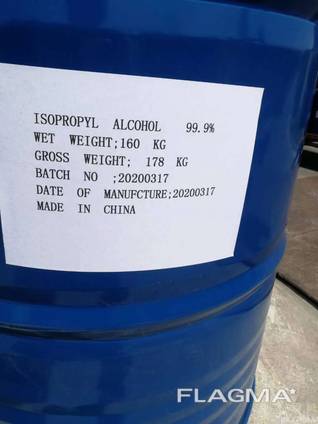 ISOPROPYL ALCOHOL 99.9%
WET WEIGHT;160 KG
GROSS WEIGHT; 178 KG
BATCH NO ;20200317
DATE OF MANUFCTURE;20200317
MADE IN CHINA
FLAGMA